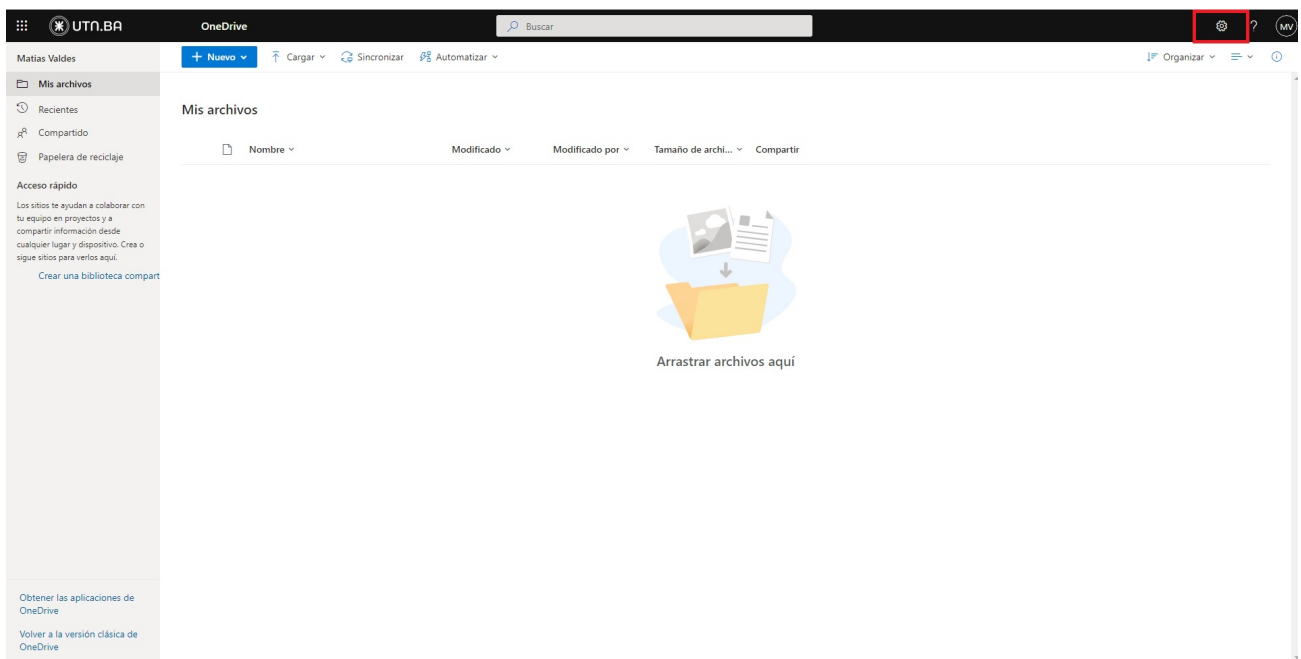 UTN.BA
OneDrive
Buscar
?
MV
Matias Valdes
+ Nuevo
Cargar
Sincronizar
Automatizar
Organizar
Mis archivos
Recientes
Compartido
Papelera de reciclaje
Acceso rápido
Los sitios te ayudan a colaborar con
tu equipo en proyectos y a
compartir información desde
cualquier lugar y dispositivo. Crea o
sigue sitios para verlos aquí.
Crear una biblioteca compart
Obtener las aplicaciones de
OneDrive
Volver a la versión clásica de
OneDrive
Mis archivos
Nombre
Modificado
Modificado por
Tamaño de archi...
Compartir
Arrastrar archivos aquí